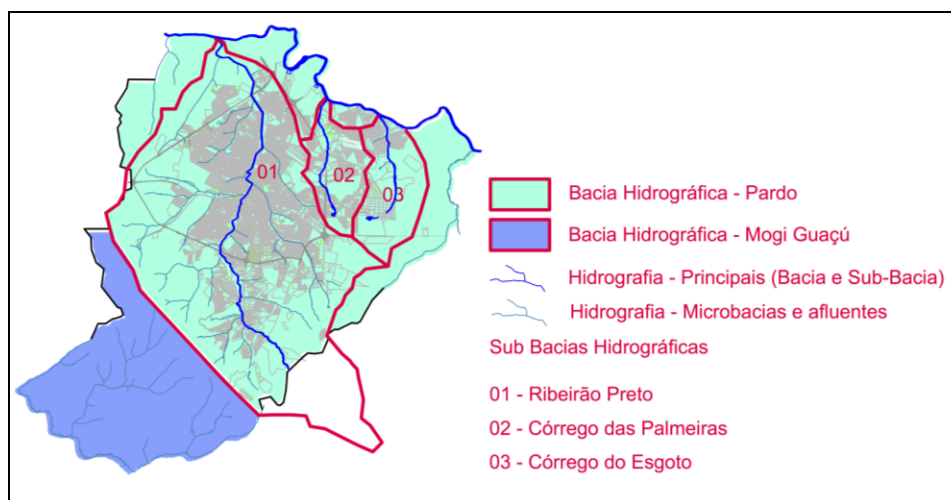 01
02
03
Bacia Hidrográfica - Pardo
Bacia Hidrográfica - Mogi Guaçú
Hidrografia - Principais (Bacia e Sub-Bacia)
Hidrografia - Microbacias e afluentes
Sub Bacias Hidrográficas
01 - Ribeirão Preto
02 - Córrego das Palmeiras
03 - Córrego do Esgoto